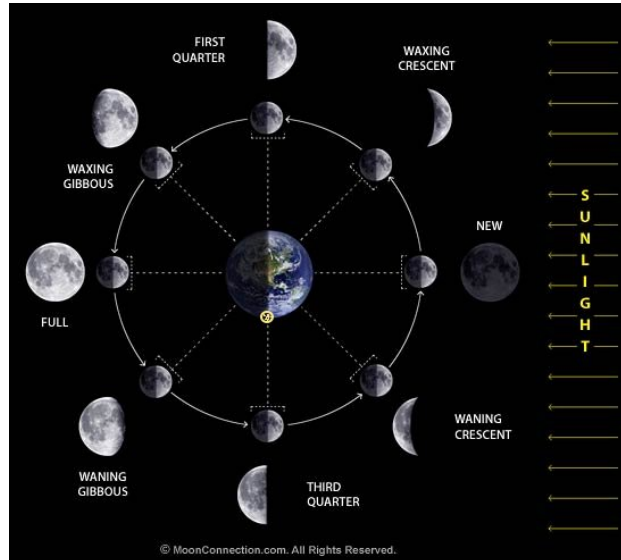 FIRST
QUARTER
WAXING
CRESCENT
WAXING
GIBBOUS
NEW
SUNLIGHT
FULL
WANING
GIBBOUS
THIRD
QUARTER
WANING
CRESCENT
© MoonConnection.com. All Rights Reserved.